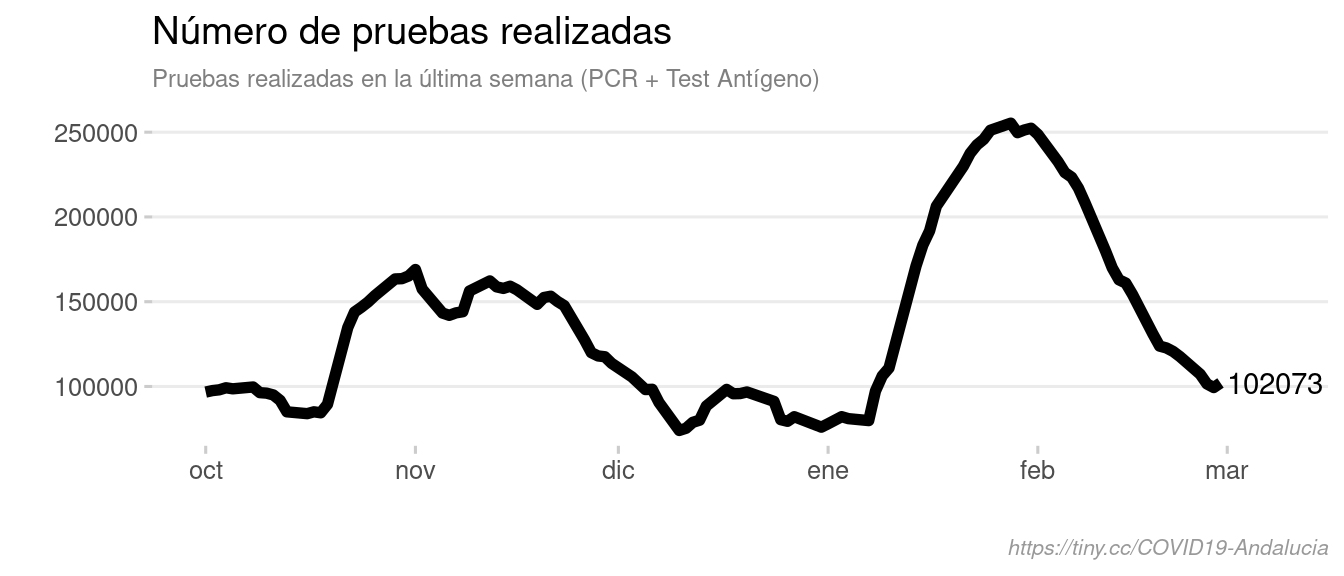 Número de pruebas realizadas
Pruebas realizadas en la última semana (PCR + Test Antígeno)
250000
200000
150000
100000
102073
oct nov dic ene feb mar
https://tiny.cc/COVID19-Andalucia